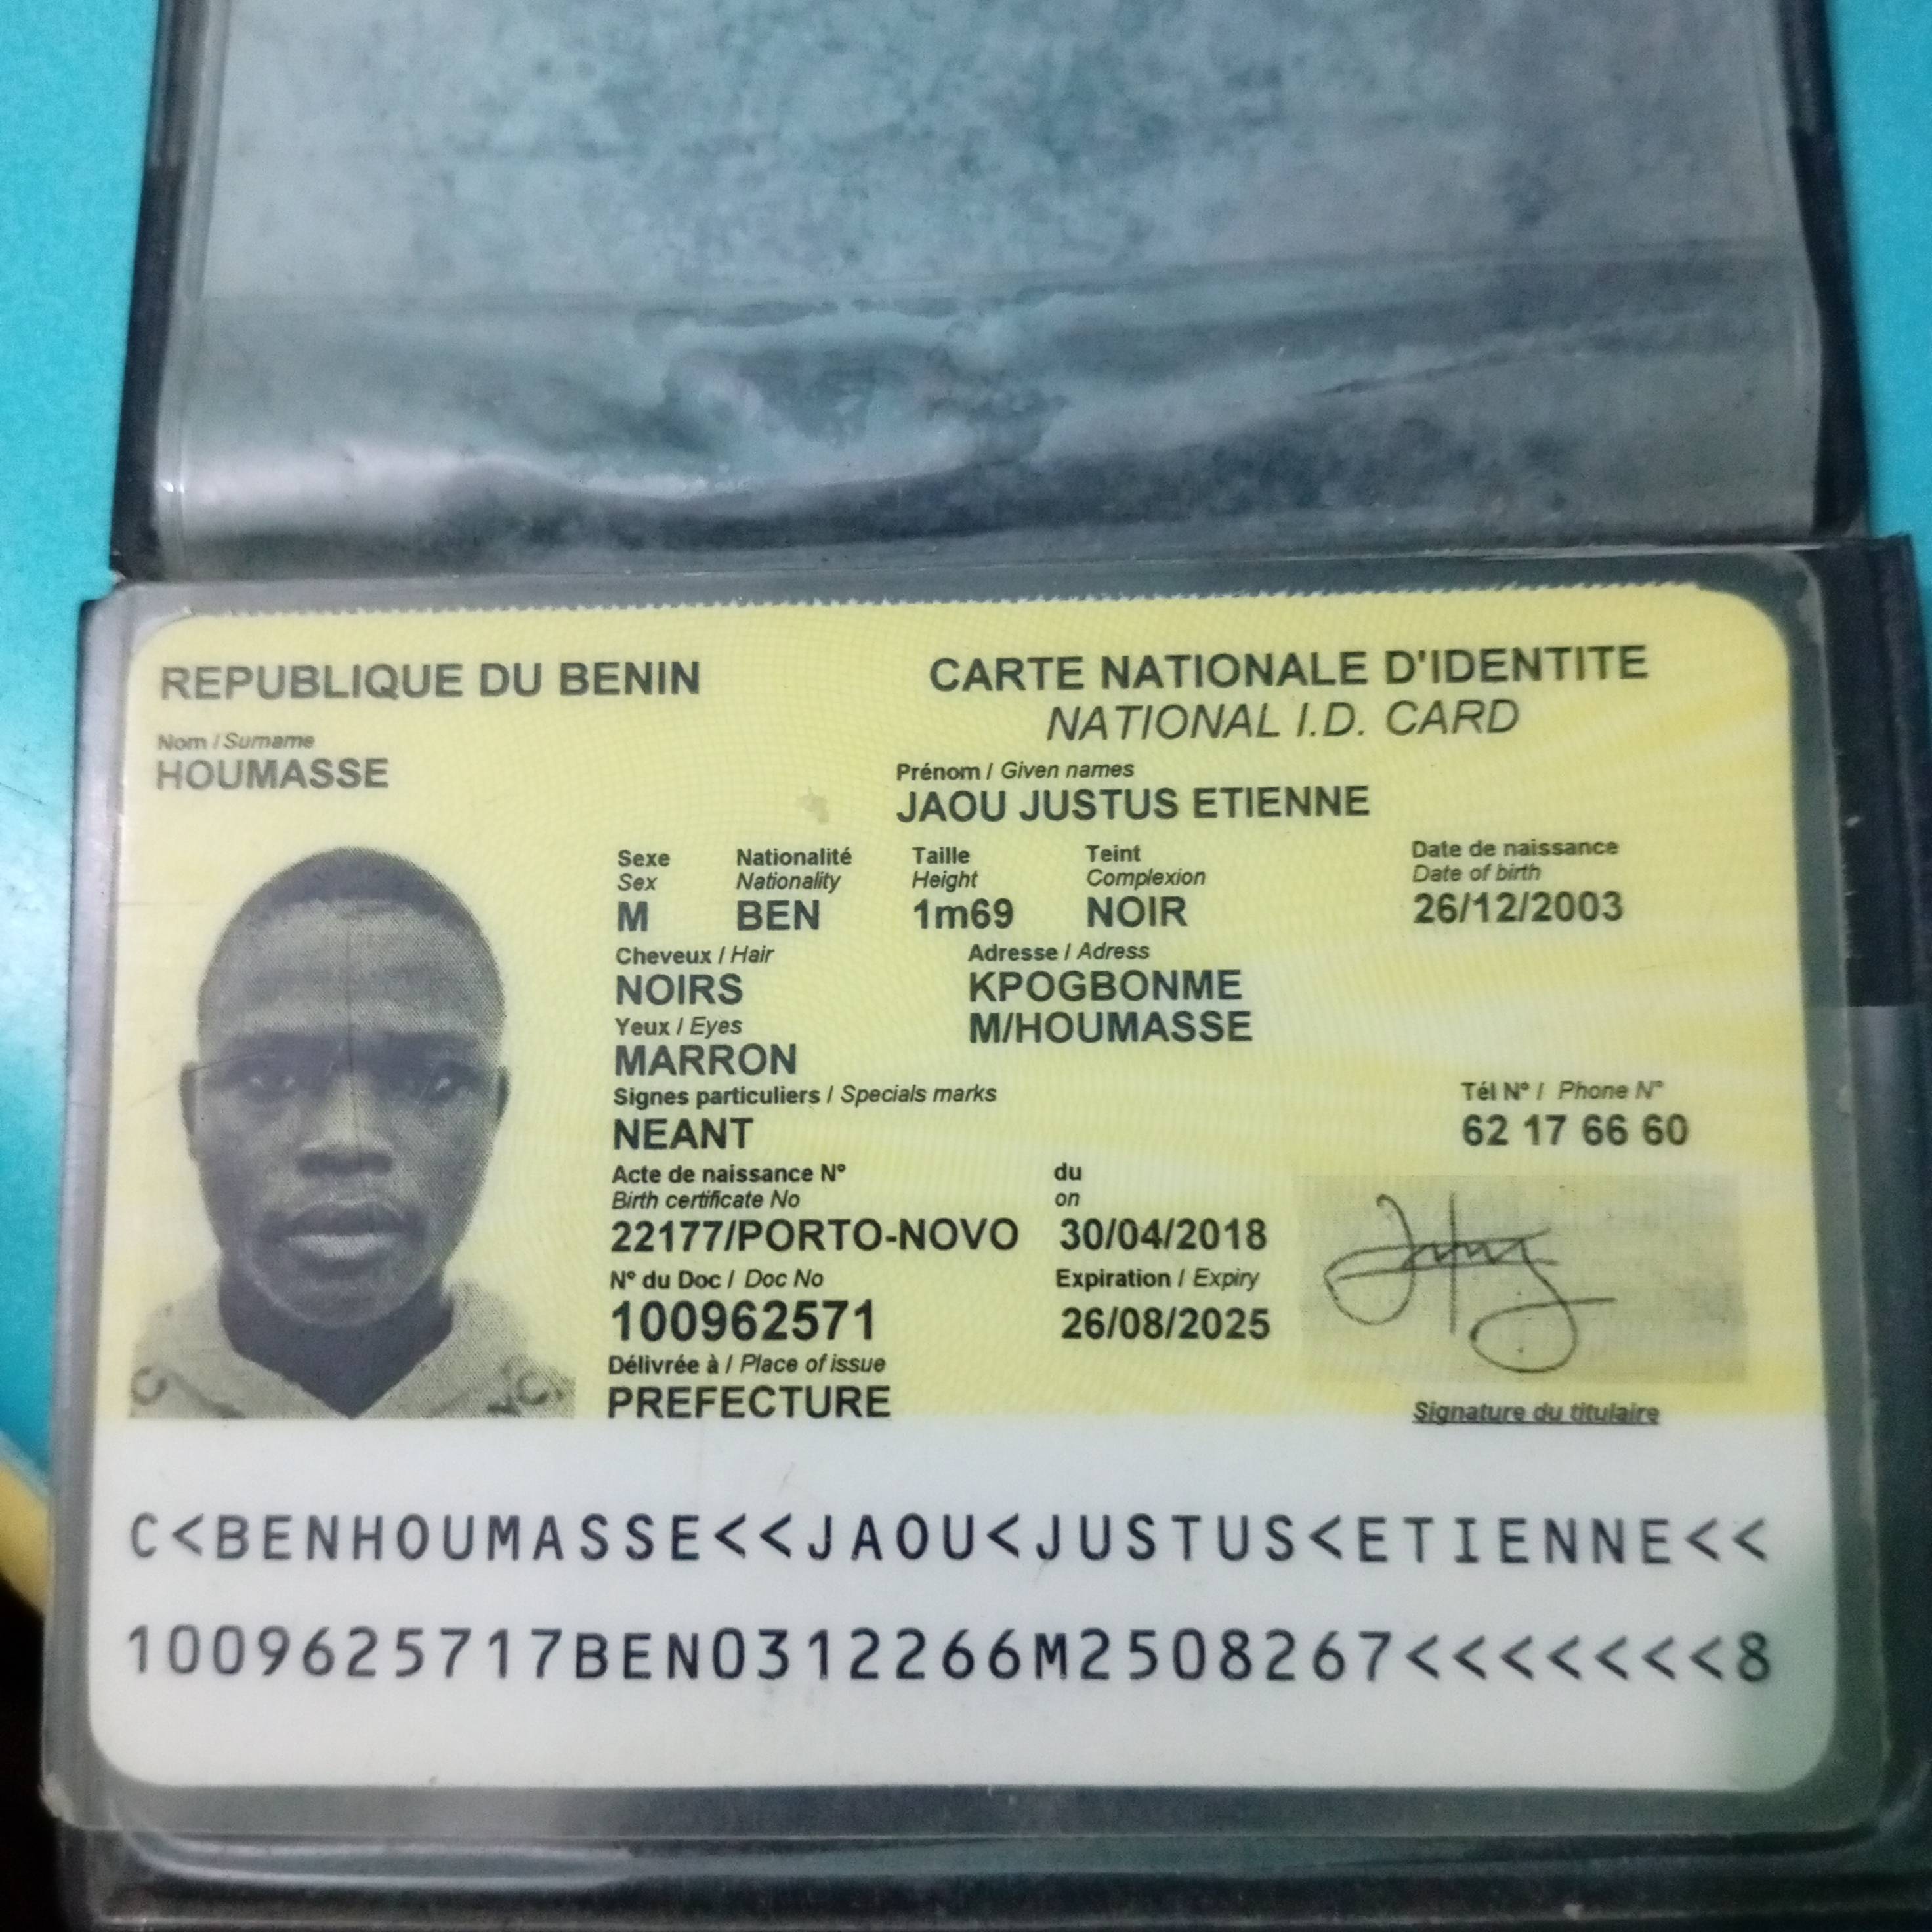 REPUBLIQUE DU BENIN
CARTE NATIONALE D'IDENTITE
NATIONAL I.D. CARD
Nom / Surname
HOUMASSE
Prénom / Given names
JAOU JUSTUS ETIENNE
Sexe Nationalité Taille Teint Date de naissance
Sex Nationality Height Complexion Date of birth
M BEN 1m69 NOIR 26/12/2003
Cheveux / Hair Adresse / Adress
NOIRS KPOGBONME
Yeux / Eyes M/HOUMASSE
MARRON
Signes particuliers / Specials marks Tél N° / Phone N°
NEANT 62 17 66 60
Acte de naissance N° du
Birth certificate No on
22177/PORTO-NOVO 30/04/2018
N° du Doc / Doc No Expiration / Expiry
100962571 26/08/2025
Délivrée à / Place of issue
PREFECTURE
Signature du titulaire
C<BENHOUMASSE<<JAOU<JUSTUS<ETIENNE<<
1009625717BEN0312266M2508267<<<<<<<8